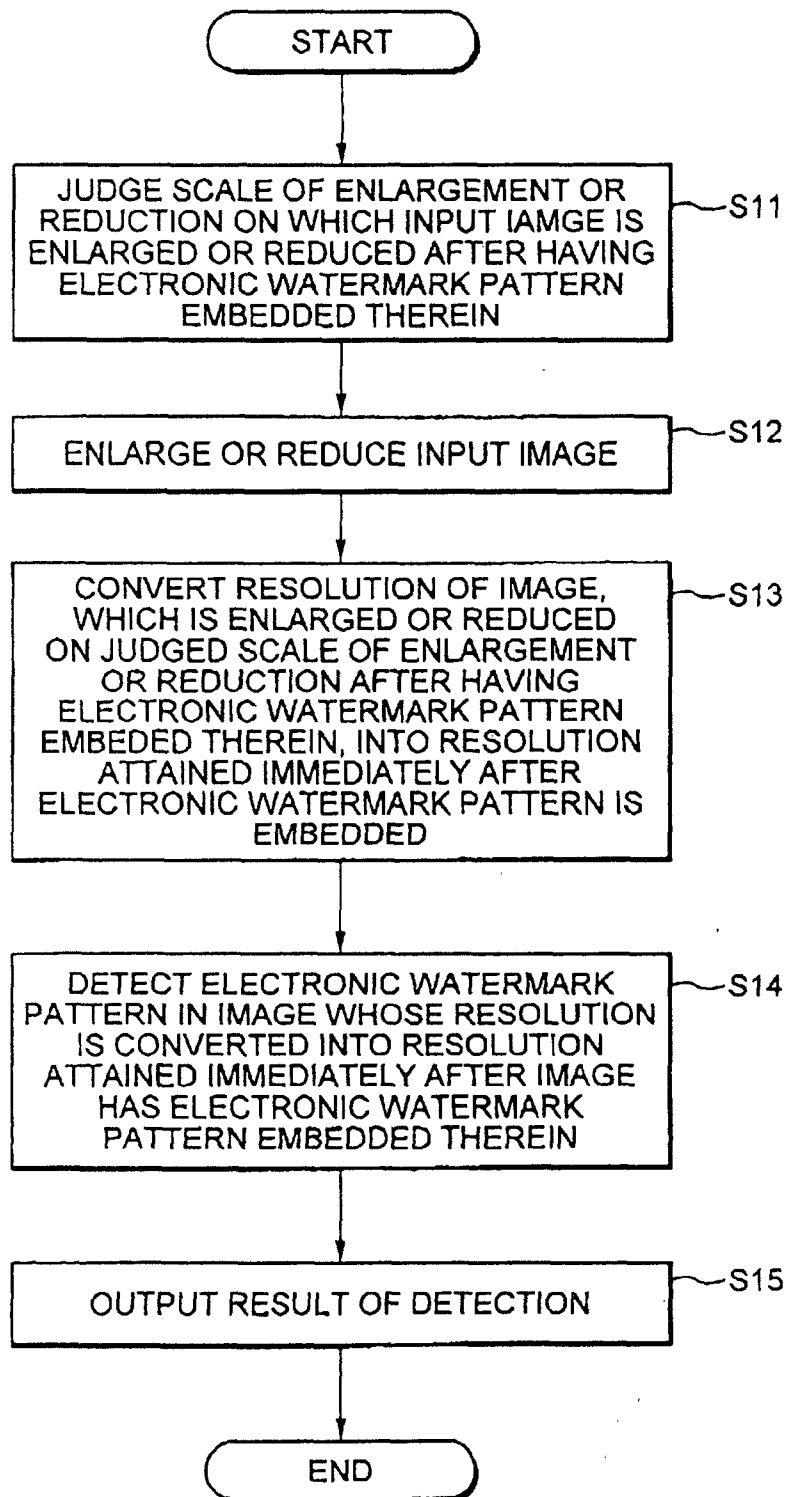 START
JUDGE SCALE OF ENLARGEMENT OR
REDUCTION ON WHICH INPUT IAMGE IS
ENLARGED OR REDUCED AFTER HAVING
ELECTRONIC WATERMARK PATTERN
EMBEDDED THEREIN
S11
ENLARGE OR REDUCE INPUT IMAGE
S12
CONVERT RESOLUTION OF IMAGE,
WHICH IS ENLARGED OR REDUCED
ON JUDGED SCALE OF ENLARGEMENT
OR REDUCTION AFTER HAVING
ELECTRONIC WATERMARK PATTERN
EMBEDED THEREIN, INTO RESOLUTION
ATTAINED IMMEDIATELY AFTER
ELECTRONIC WATERMARK PATTERN IS
EMBEDDED
S13
DETECT ELECTRONIC WATERMARK
PATTERN IN IMAGE WHOSE RESOLUTION
IS CONVERTED INTO RESOLUTION
ATTAINED IMMEDIATELY AFTER IMAGE
HAS ELECTRONIC WATERMARK
PATTERN EMBEDDED THEREIN
S14
OUTPUT RESULT OF DETECTION
S15
END